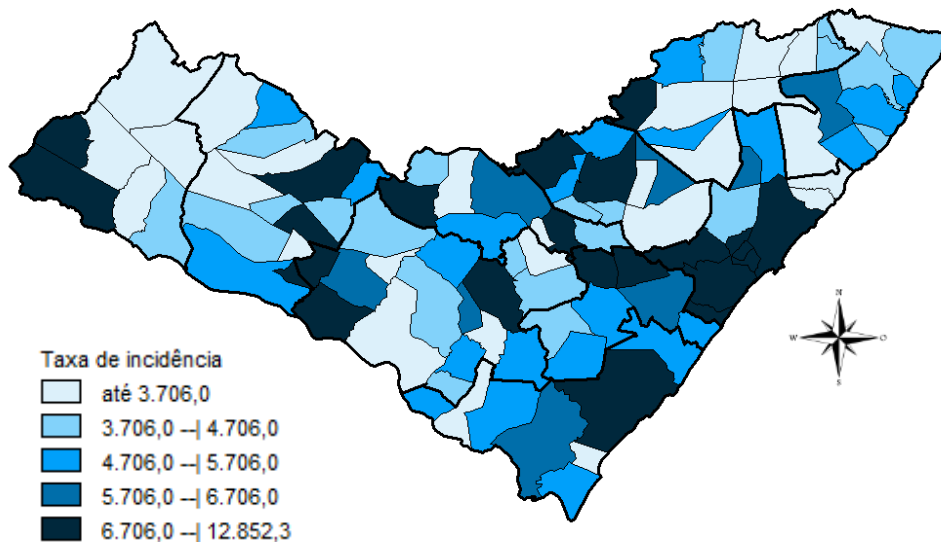 N
W
O
S
Taxa de incidência
até 3.706,0
3.706,0 --| 4.706,0
4.706,0 --| 5.706,0
5.706,0 --| 6.706,0
6.706,0 --| 12.852,3